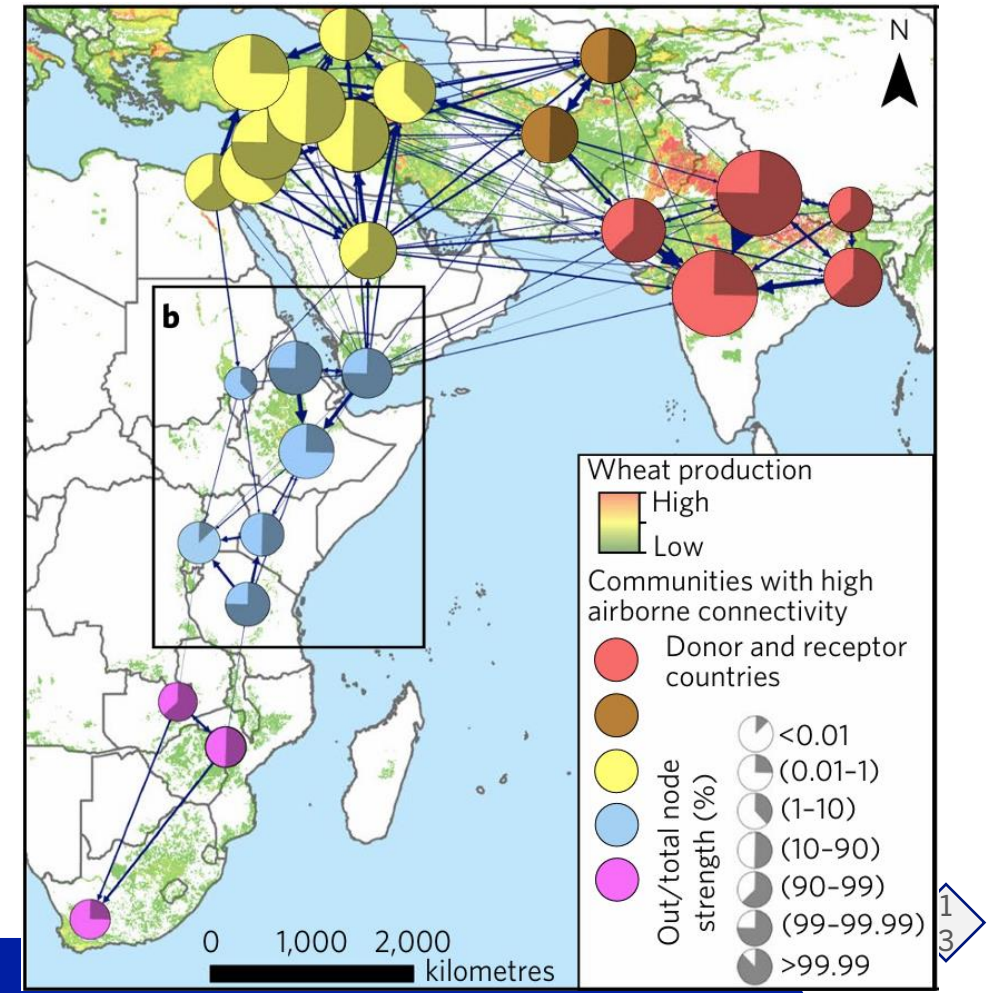 N
b
Wheat production
High
Low
Communities with high
airborne connectivity
Donor and receptor
countries
Out/total node
strength (%)
<0.01
(0.01–1)
(1–10)
(10–90)
(90–99)
(99–99.99)
>99.99
0 1,000 2,000
kilometres
1
3